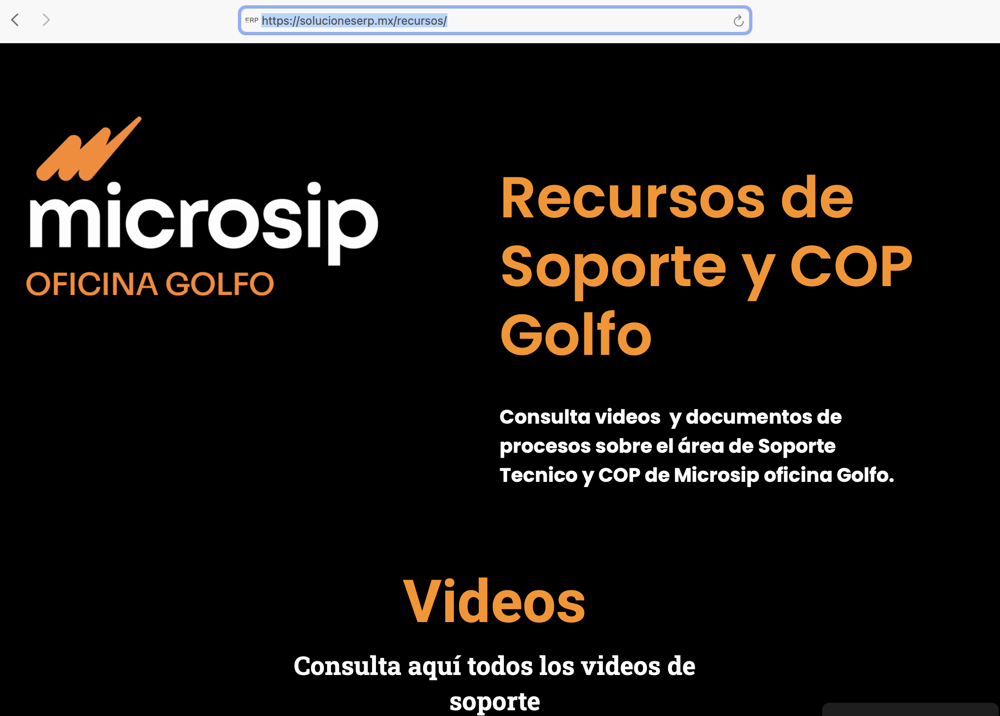 ERP https://solucioneserp.mx/recursos/
microsip
OFICINA GOLFO
Recursos de
Soporte y COP
Golfo
Consulta videos  y documentos de
procesos sobre el área de Soporte
Tecnico y COP de Microsip oficina Golfo.
Videos
Consulta aquí todos los videos de
soporte